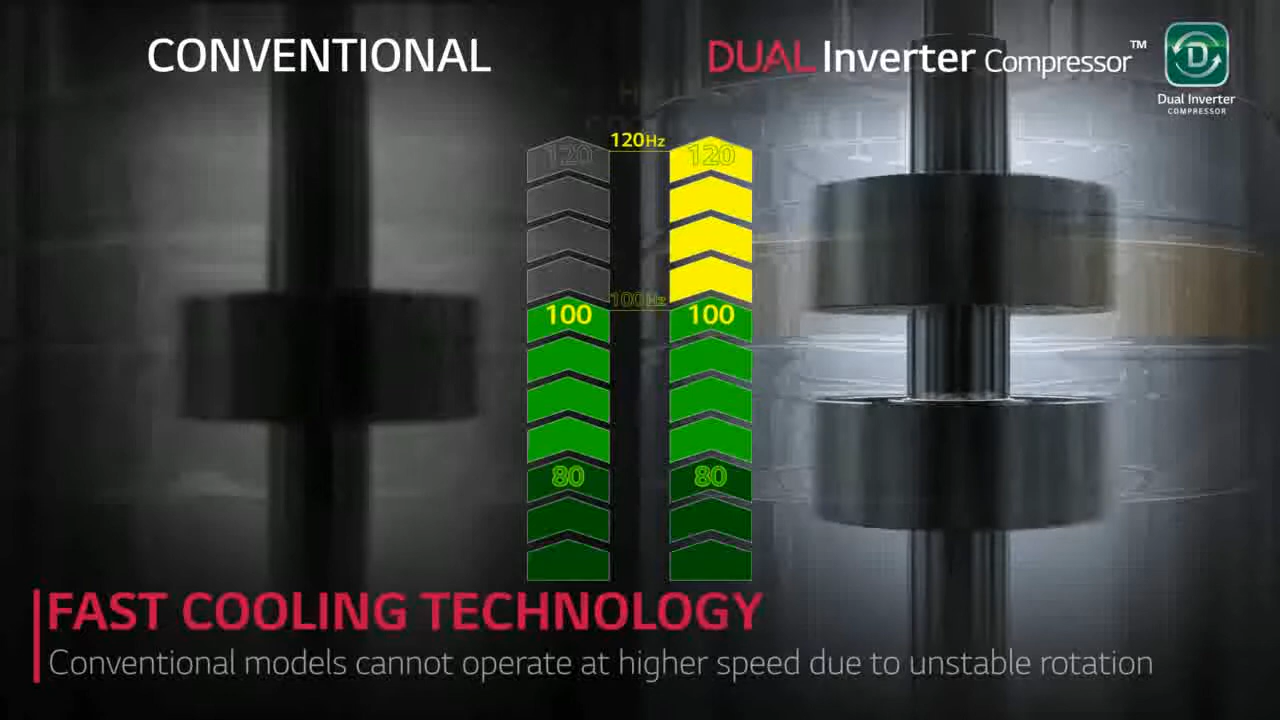 CONVENTIONAL
DUAL Inverter Compressor™
Dual Inverter
COMPRESSOR
120Hz
120
120
100Hz
100
100
80
80
FAST COOLING TECHNOLOGY
Conventional models cannot operate at higher speed due to unstable rotation